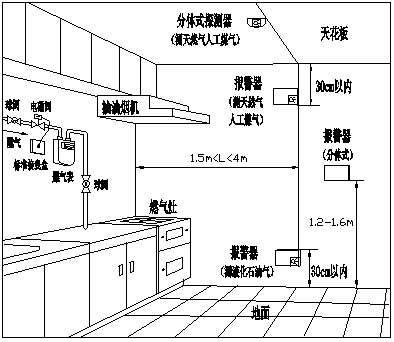 分体式探测器
(测天然气人工煤气)
天花板
报警器
(测天然气
人工煤气)
30cm以内
抽油烟机
球阀
电磁阀
燃气
标准接线盒
煤气表
球阀
1.5m<L<4m
报警器
(分体式)
燃气灶
1.2-1.6m
报警器
(测液化石油气)
30cm以内
地面